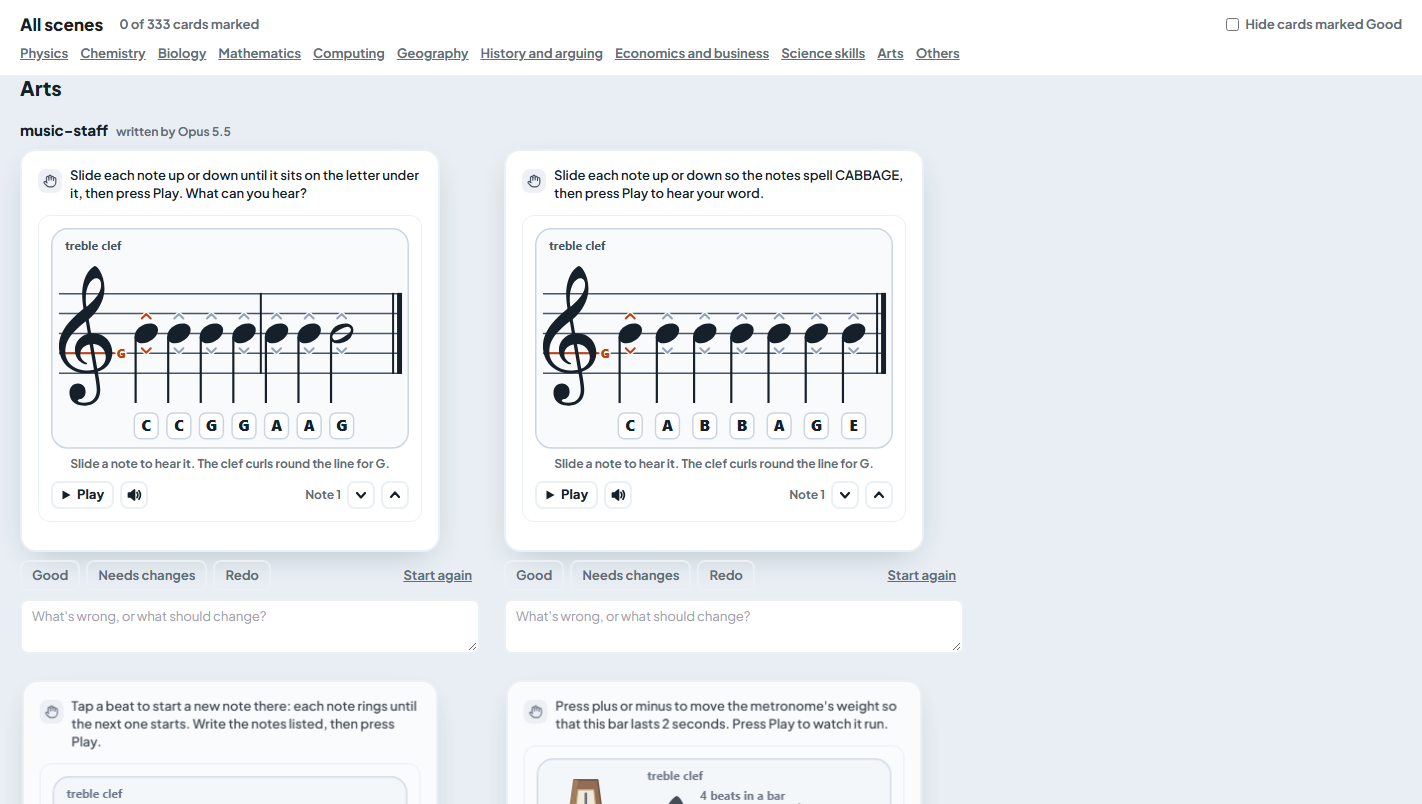 All scenes 0 of 333 cards marked Hide cards marked Good
Physics Chemistry Biology Mathematics Computing Geography History and arguing Economics and business Science skills Arts Others
Arts
music-staff written by Opus 5.5
Slide each note up or down until it sits on the letter under
it, then press Play. What can you hear?
treble clef
G
C C G G A A G
Slide a note to hear it. The clef curls round the line for G.
Play Note 1
Good Needs changes Redo Start again
What's wrong, or what should change?
Slide each note up or down so the notes spell CABBAGE,
then press Play to hear your word.
treble clef
G
C A B B A G E
Slide a note to hear it. The clef curls round the line for G.
Play Note 1
Good Needs changes Redo Start again
What's wrong, or what should change?
Tap a beat to start a new note there: each note rings until
the next one starts. Write the notes listed, then press
Play.
treble clef
Press plus or minus to move the metronome's weight so
that this bar lasts 2 seconds. Press Play to watch it run.
treble clef
4 beats in a bar